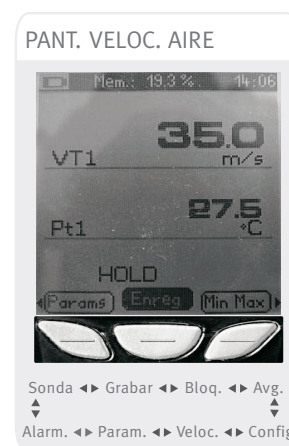 PANT. VELOC. AIRE
Mem.: 19.3 % 14:06
35.0
VT1 m/s
27.5
Pt1 °C
HOLD
Params Enreg Min Max
Sonda ◂▸ Grabar ◂▸ Bloq. ◂▸ Avg.
Alarm. ◂▸ Param. ◂▸ Veloc. ◂▸ Config